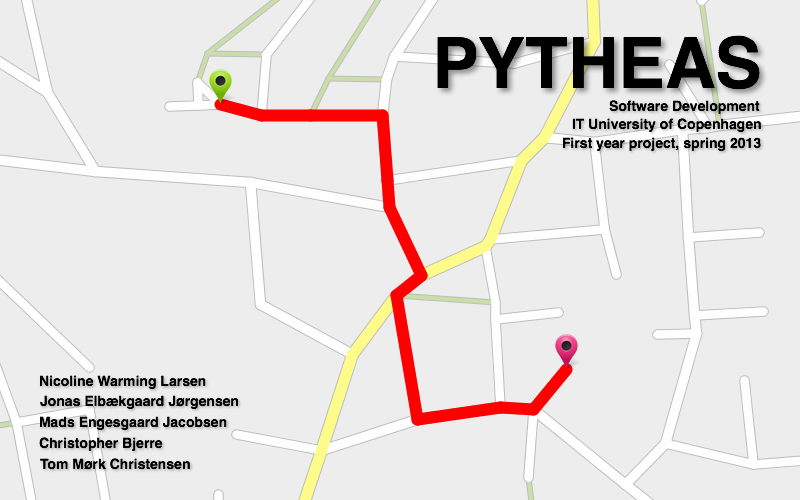 PYTHEAS
Software Development
IT University of Copenhagen
First year project, spring 2013
Nicoline Warming Larsen
Jonas Elbækgaard Jørgensen
Mads Engesgaard Jacobsen
Christopher Bjerre
Tom Mørk Christensen